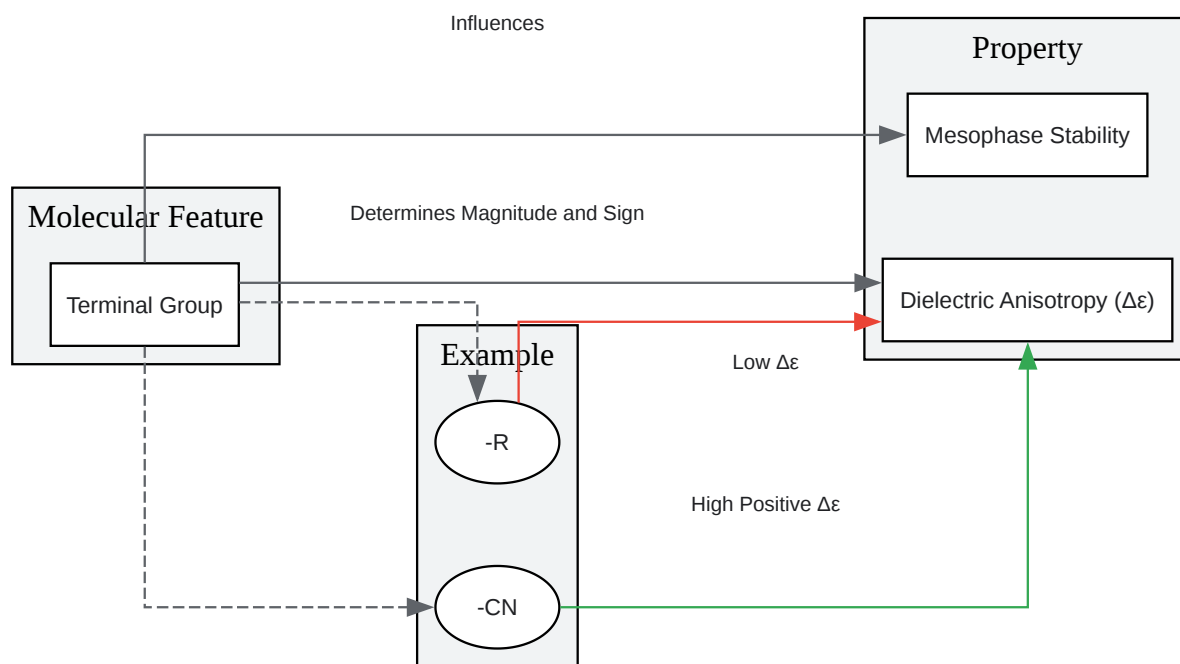 Influences
Property
Mesophase Stability
Molecular Feature
Determines Magnitude and Sign
Terminal Group
Dielectric Anisotropy (Δε)
Example
Low Δε
-R
High Positive Δε
-CN